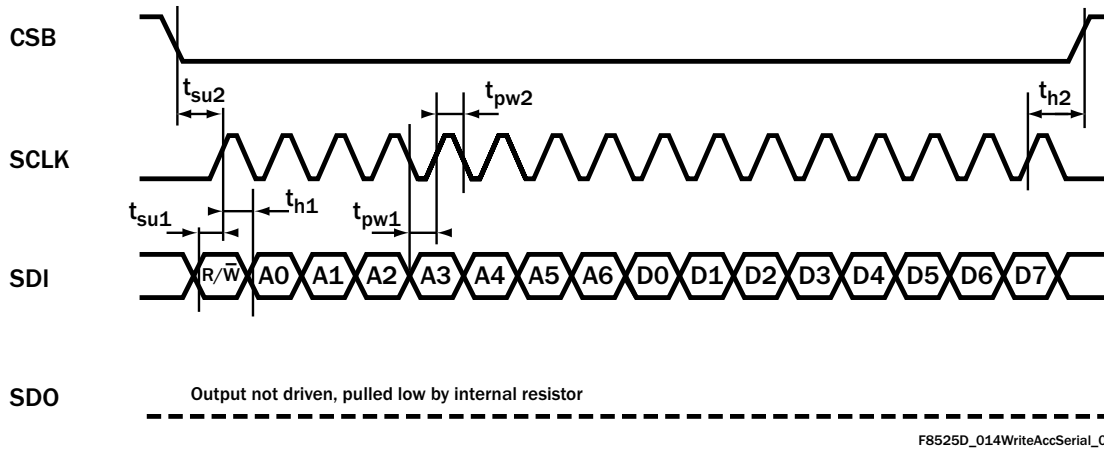 CSB
tsu2
tpw2
th2
SCLK
tsu1
th1
tpw1
SDI
R/W̅ A0 A1 A2 A3 A4 A5 A6 D0 D1 D2 D3 D4 D5 D6 D7
SDO
Output not driven, pulled low by internal resistor
F8525D_014WriteAccSerial_0